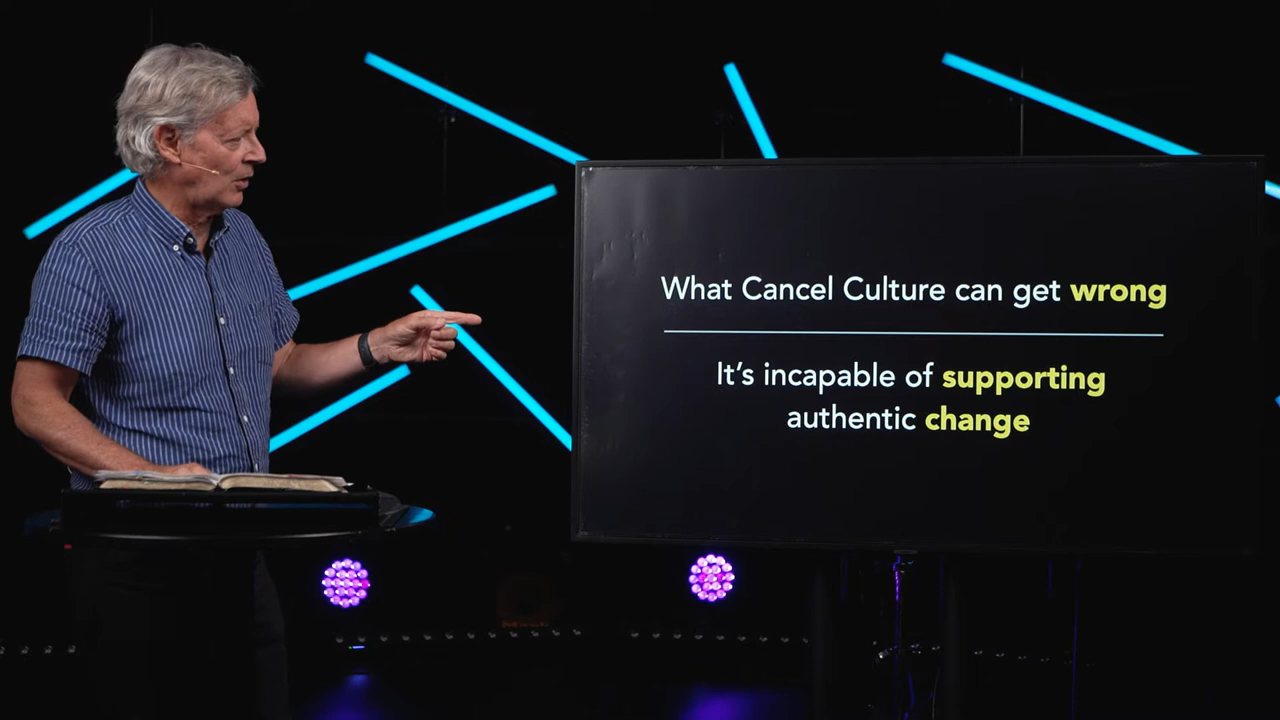 What Cancel Culture can get wrong
It's incapable of supporting
authentic change